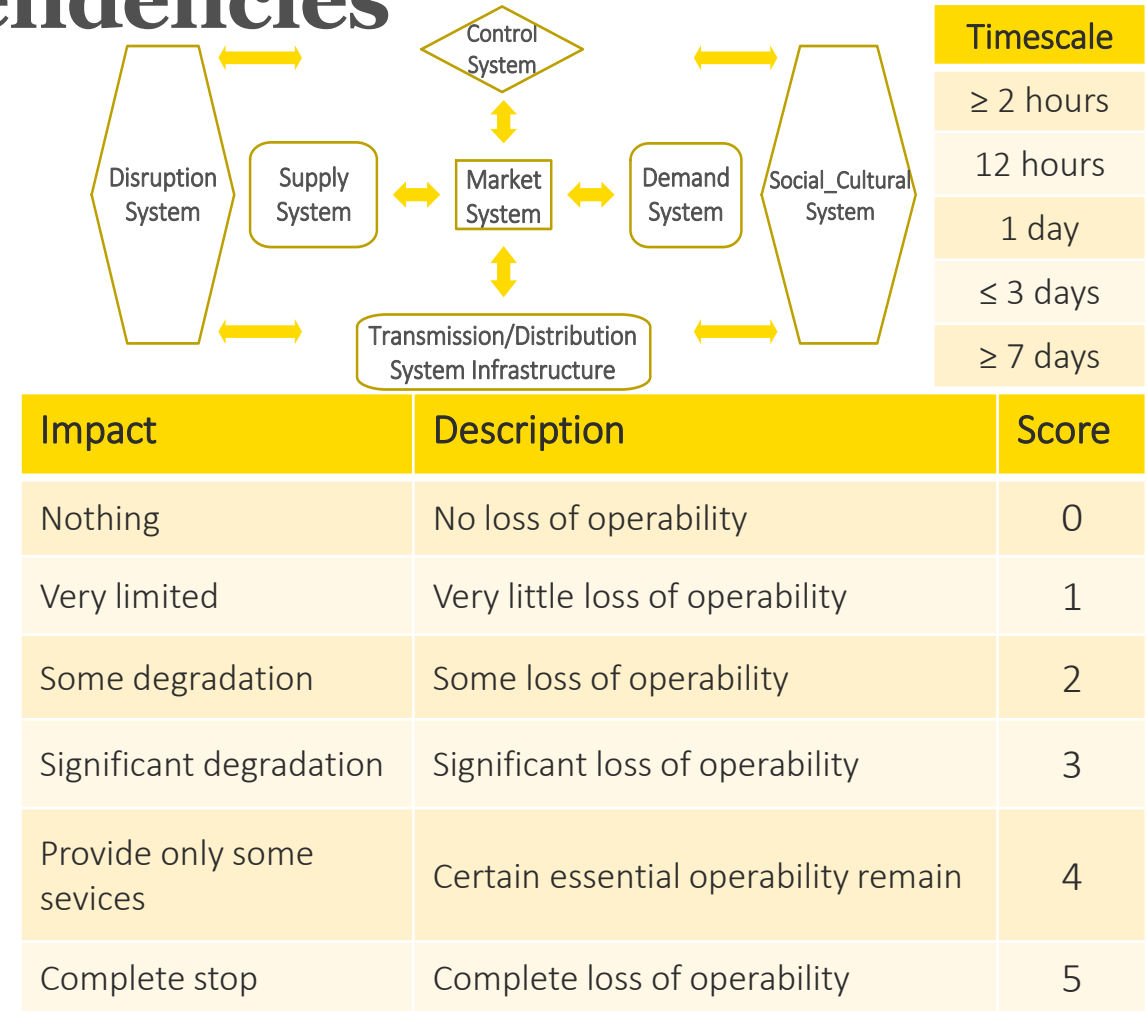 endencies
Control
System
Disruption
System
Supply
System
Market
System
Demand
System
Social_Cultural
System
Transmission/Distribution
System Infrastructure
Timescale
≥ 2 hours
12 hours
1 day
≤ 3 days
≥ 7 days
Impact Description Score
Nothing No loss of operability 0
Very limited Very little loss of operability 1
Some degradation Some loss of operability 2
Significant degradation Significant loss of operability 3
Provide only some
sevices Certain essential operability remain 4
Complete stop Complete loss of operability 5